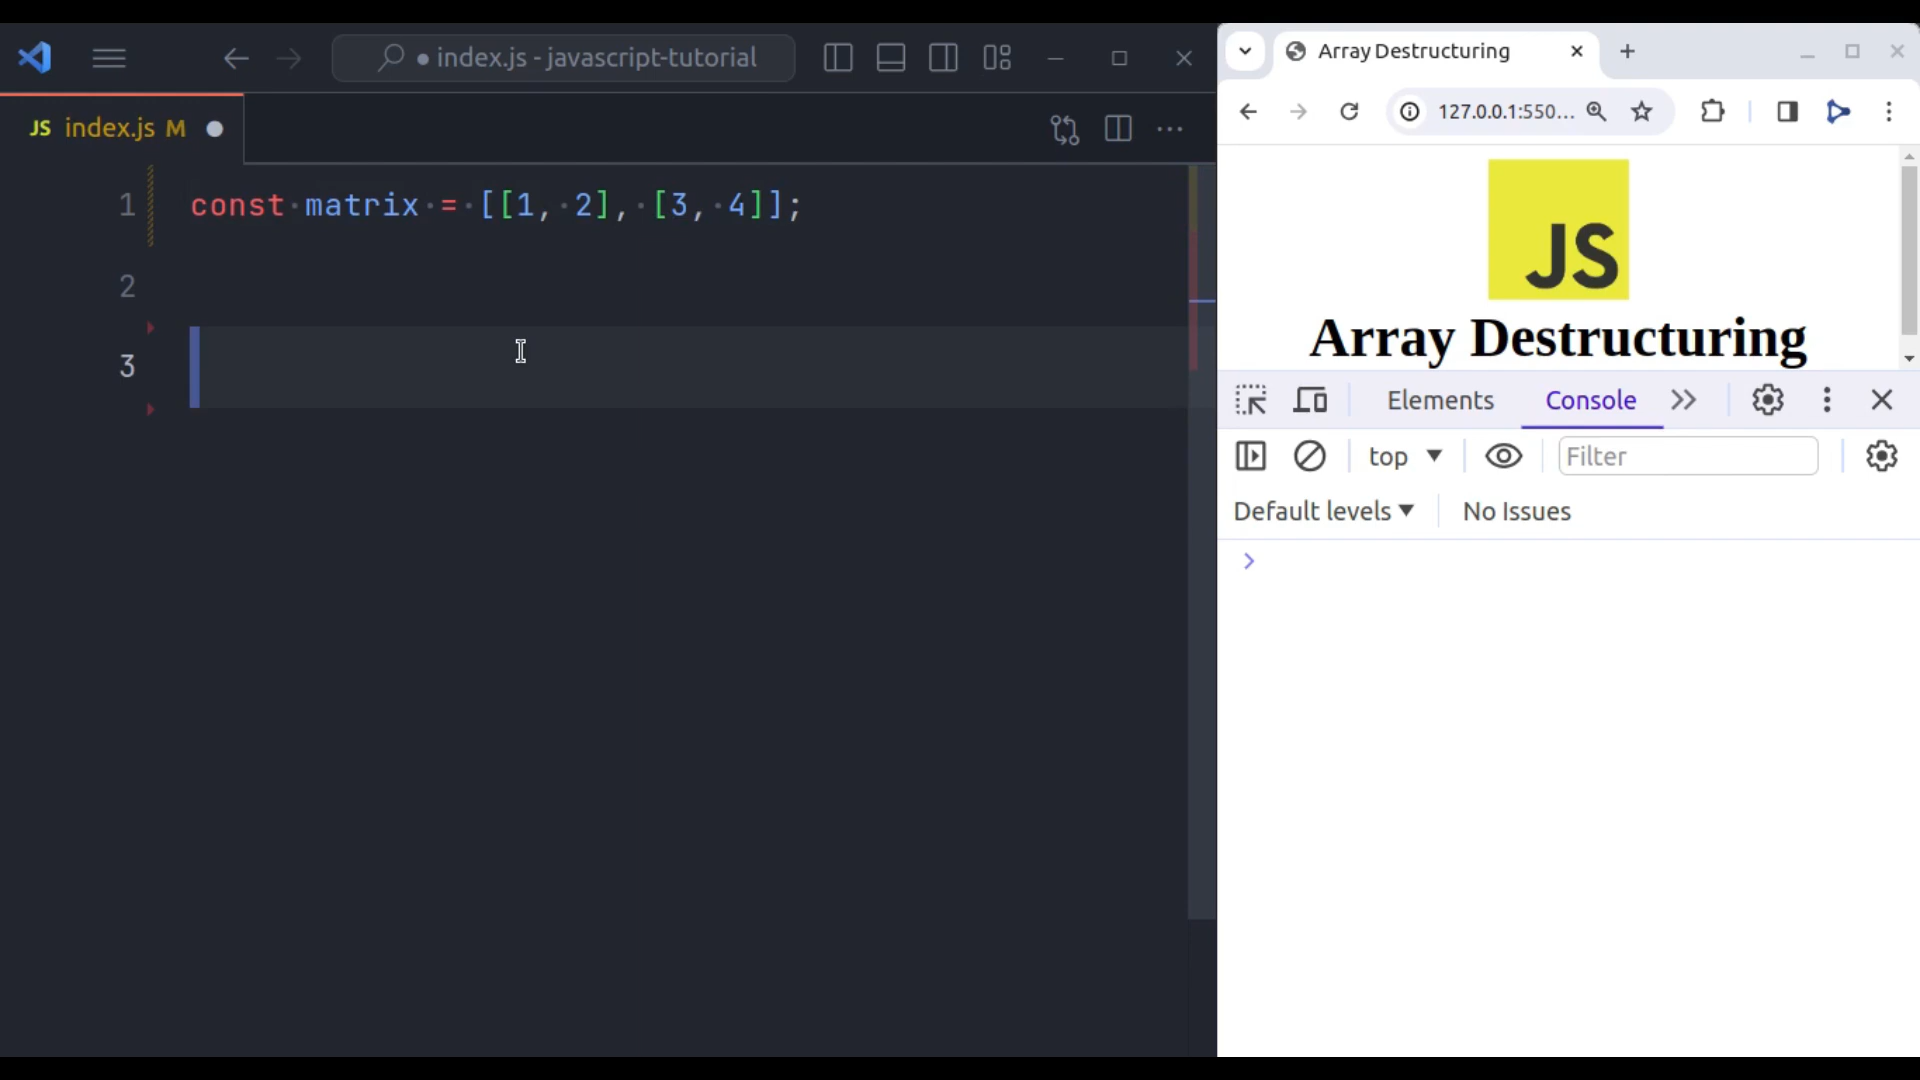 index.js - javascript-tutorial
JS index.js M
1 const matrix = [[1, 2], [3, 4]];
2
3
Array Destructuring
127.0.0.1:550...
JS
Array Destructuring
Elements Console
top Filter
Default levels No Issues